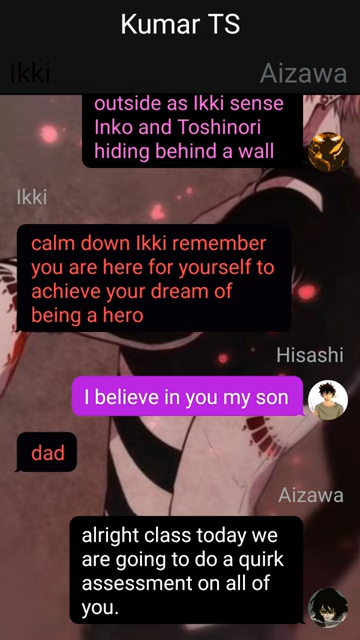 Kumar TS
Ikki
Aizawa
outside as Ikki sense
Inko and Toshinori
hiding behind a wall
Ikki
calm down Ikki remember
you are here for yourself to
achieve your dream of
being a hero
Hisashi
I believe in you my son
dad
Aizawa
alright class today we
are going to do a quirk
assessment on all of
you.